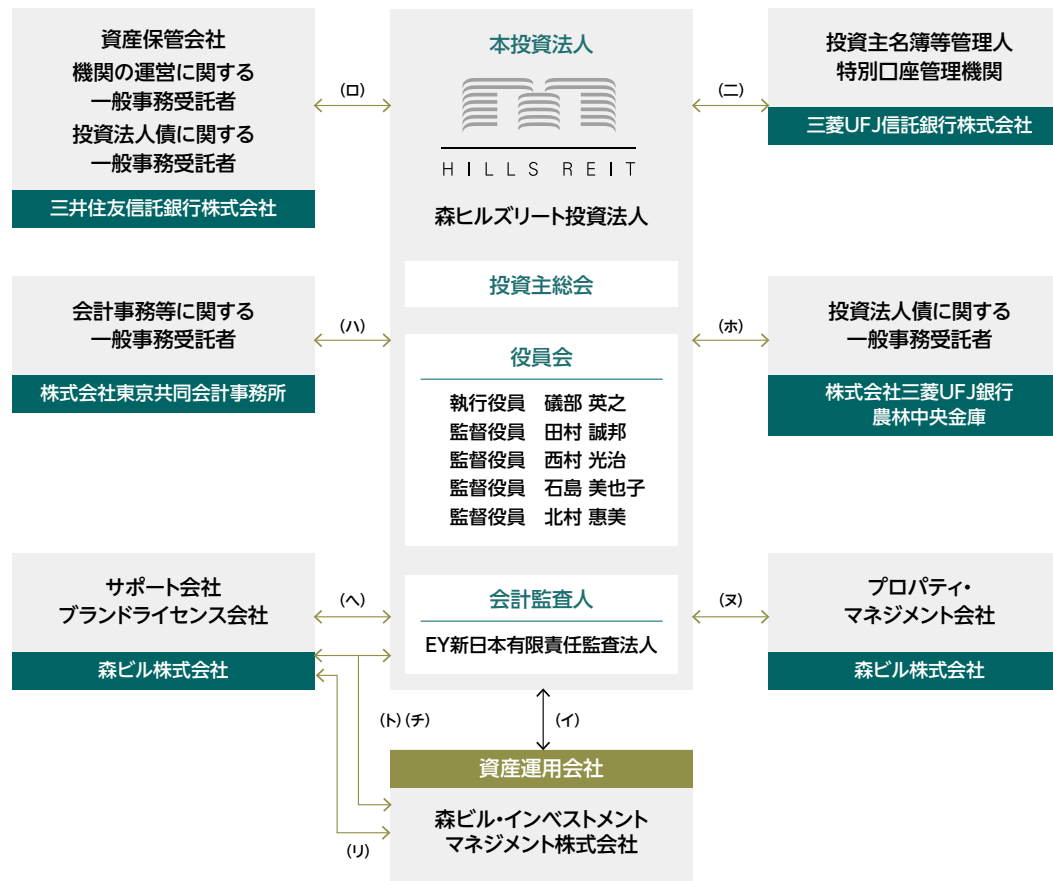 資産保管会社
機関の運営に関する
一般事務受託者
投資法人債に関する
一般事務受託者
三井住友信託銀行株式会社
(ロ)
本投資法人
HILLS REIT
森ヒルズリート投資法人
(ニ)
投資主名簿等管理人
特別口座管理機関
三菱UFJ信託銀行株式会社
会計事務等に関する
一般事務受託者
株式会社東京共同会計事務所
(ハ)
投資主総会
役員会
執行役員 礒部 英之
監督役員 田村 誠邦
監督役員 西村 光治
監督役員 石島 美也子
監督役員 北村 惠美
(ホ)
投資法人債に関する
一般事務受託者
株式会社三菱UFJ銀行
農林中央金庫
サポート会社
ブランドライセンス会社
森ビル株式会社
(ヘ)
会計監査人
EY新日本有限責任監査法人
(ヌ)
プロパティ・
マネジメント会社
森ビル株式会社
(ト)(チ)
(イ)
資産運用会社
森ビル・インベストメント
マネジメント株式会社
(リ)